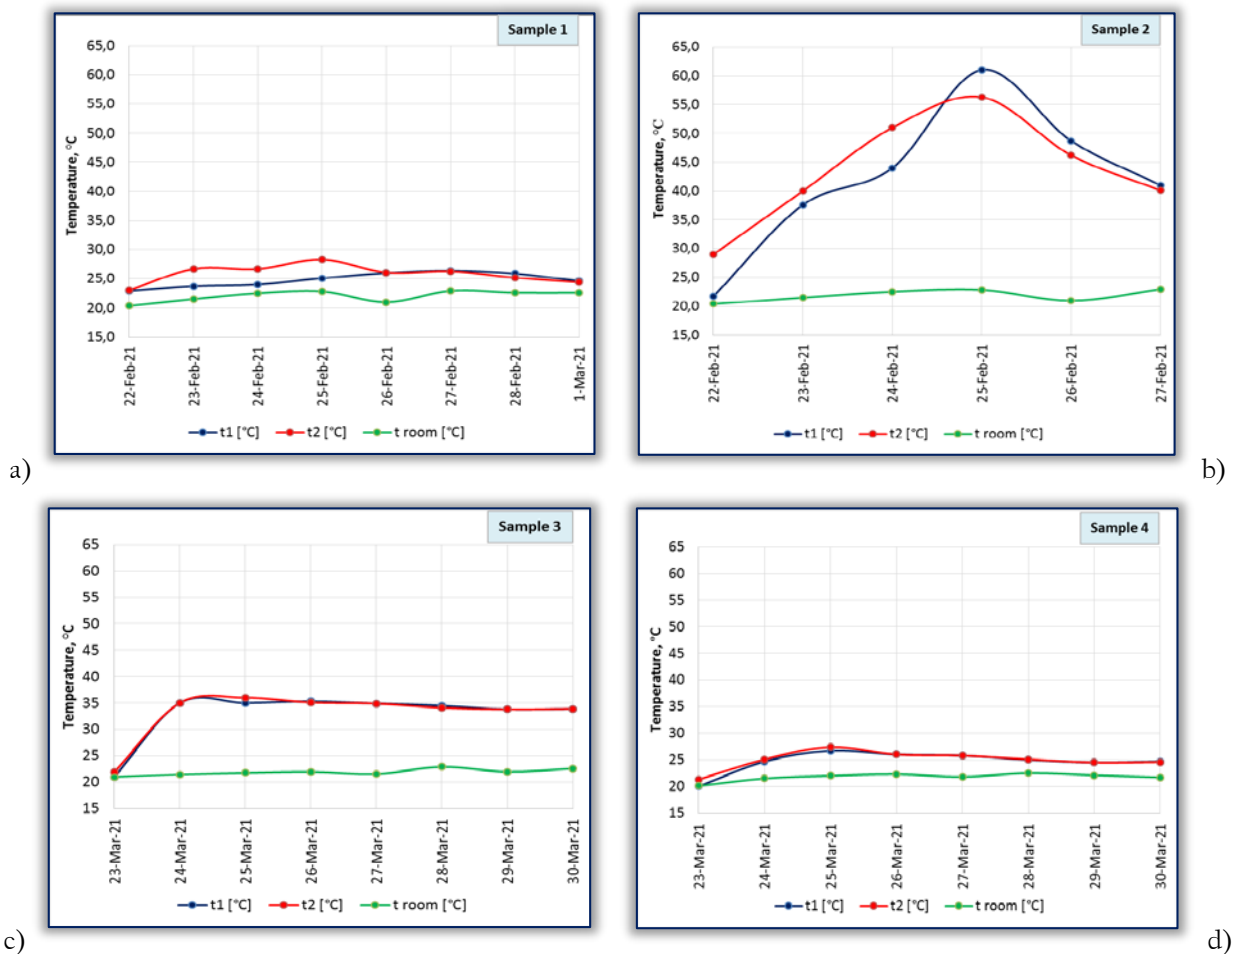 Sample 1
65,0
60,0
55,0
50,0
45,0
40,0
35,0
30,0
25,0
20,0
15,0
Temperature, °C
22-Feb-21
23-Feb-21
24-Feb-21
25-Feb-21
26-Feb-21
27-Feb-21
28-Feb-21
1-Mar-21
t1 [°C] t2 [°C] t room [°C]
a)
Sample 2
65,0
60,0
55,0
50,0
45,0
40,0
35,0
30,0
25,0
20,0
15,0
Temperature, °C
22-Feb-21
23-Feb-21
24-Feb-21
25-Feb-21
26-Feb-21
27-Feb-21
t1 [°C] t2 [°C] t room [°C]
b)
Sample 3
65
60
55
50
45
40
35
30
25
20
15
Temperature, °C
23-Mar-21
24-Mar-21
25-Mar-21
26-Mar-21
27-Mar-21
28-Mar-21
29-Mar-21
30-Mar-21
t1 [°C] t2 [°C] t room [°C]
c)
Sample 4
65
60
55
50
45
40
35
30
25
20
15
Temperature, °C
23-Mar-21
24-Mar-21
25-Mar-21
26-Mar-21
27-Mar-21
28-Mar-21
29-Mar-21
30-Mar-21
t1 [°C] t2 [°C] t room [°C]
d)